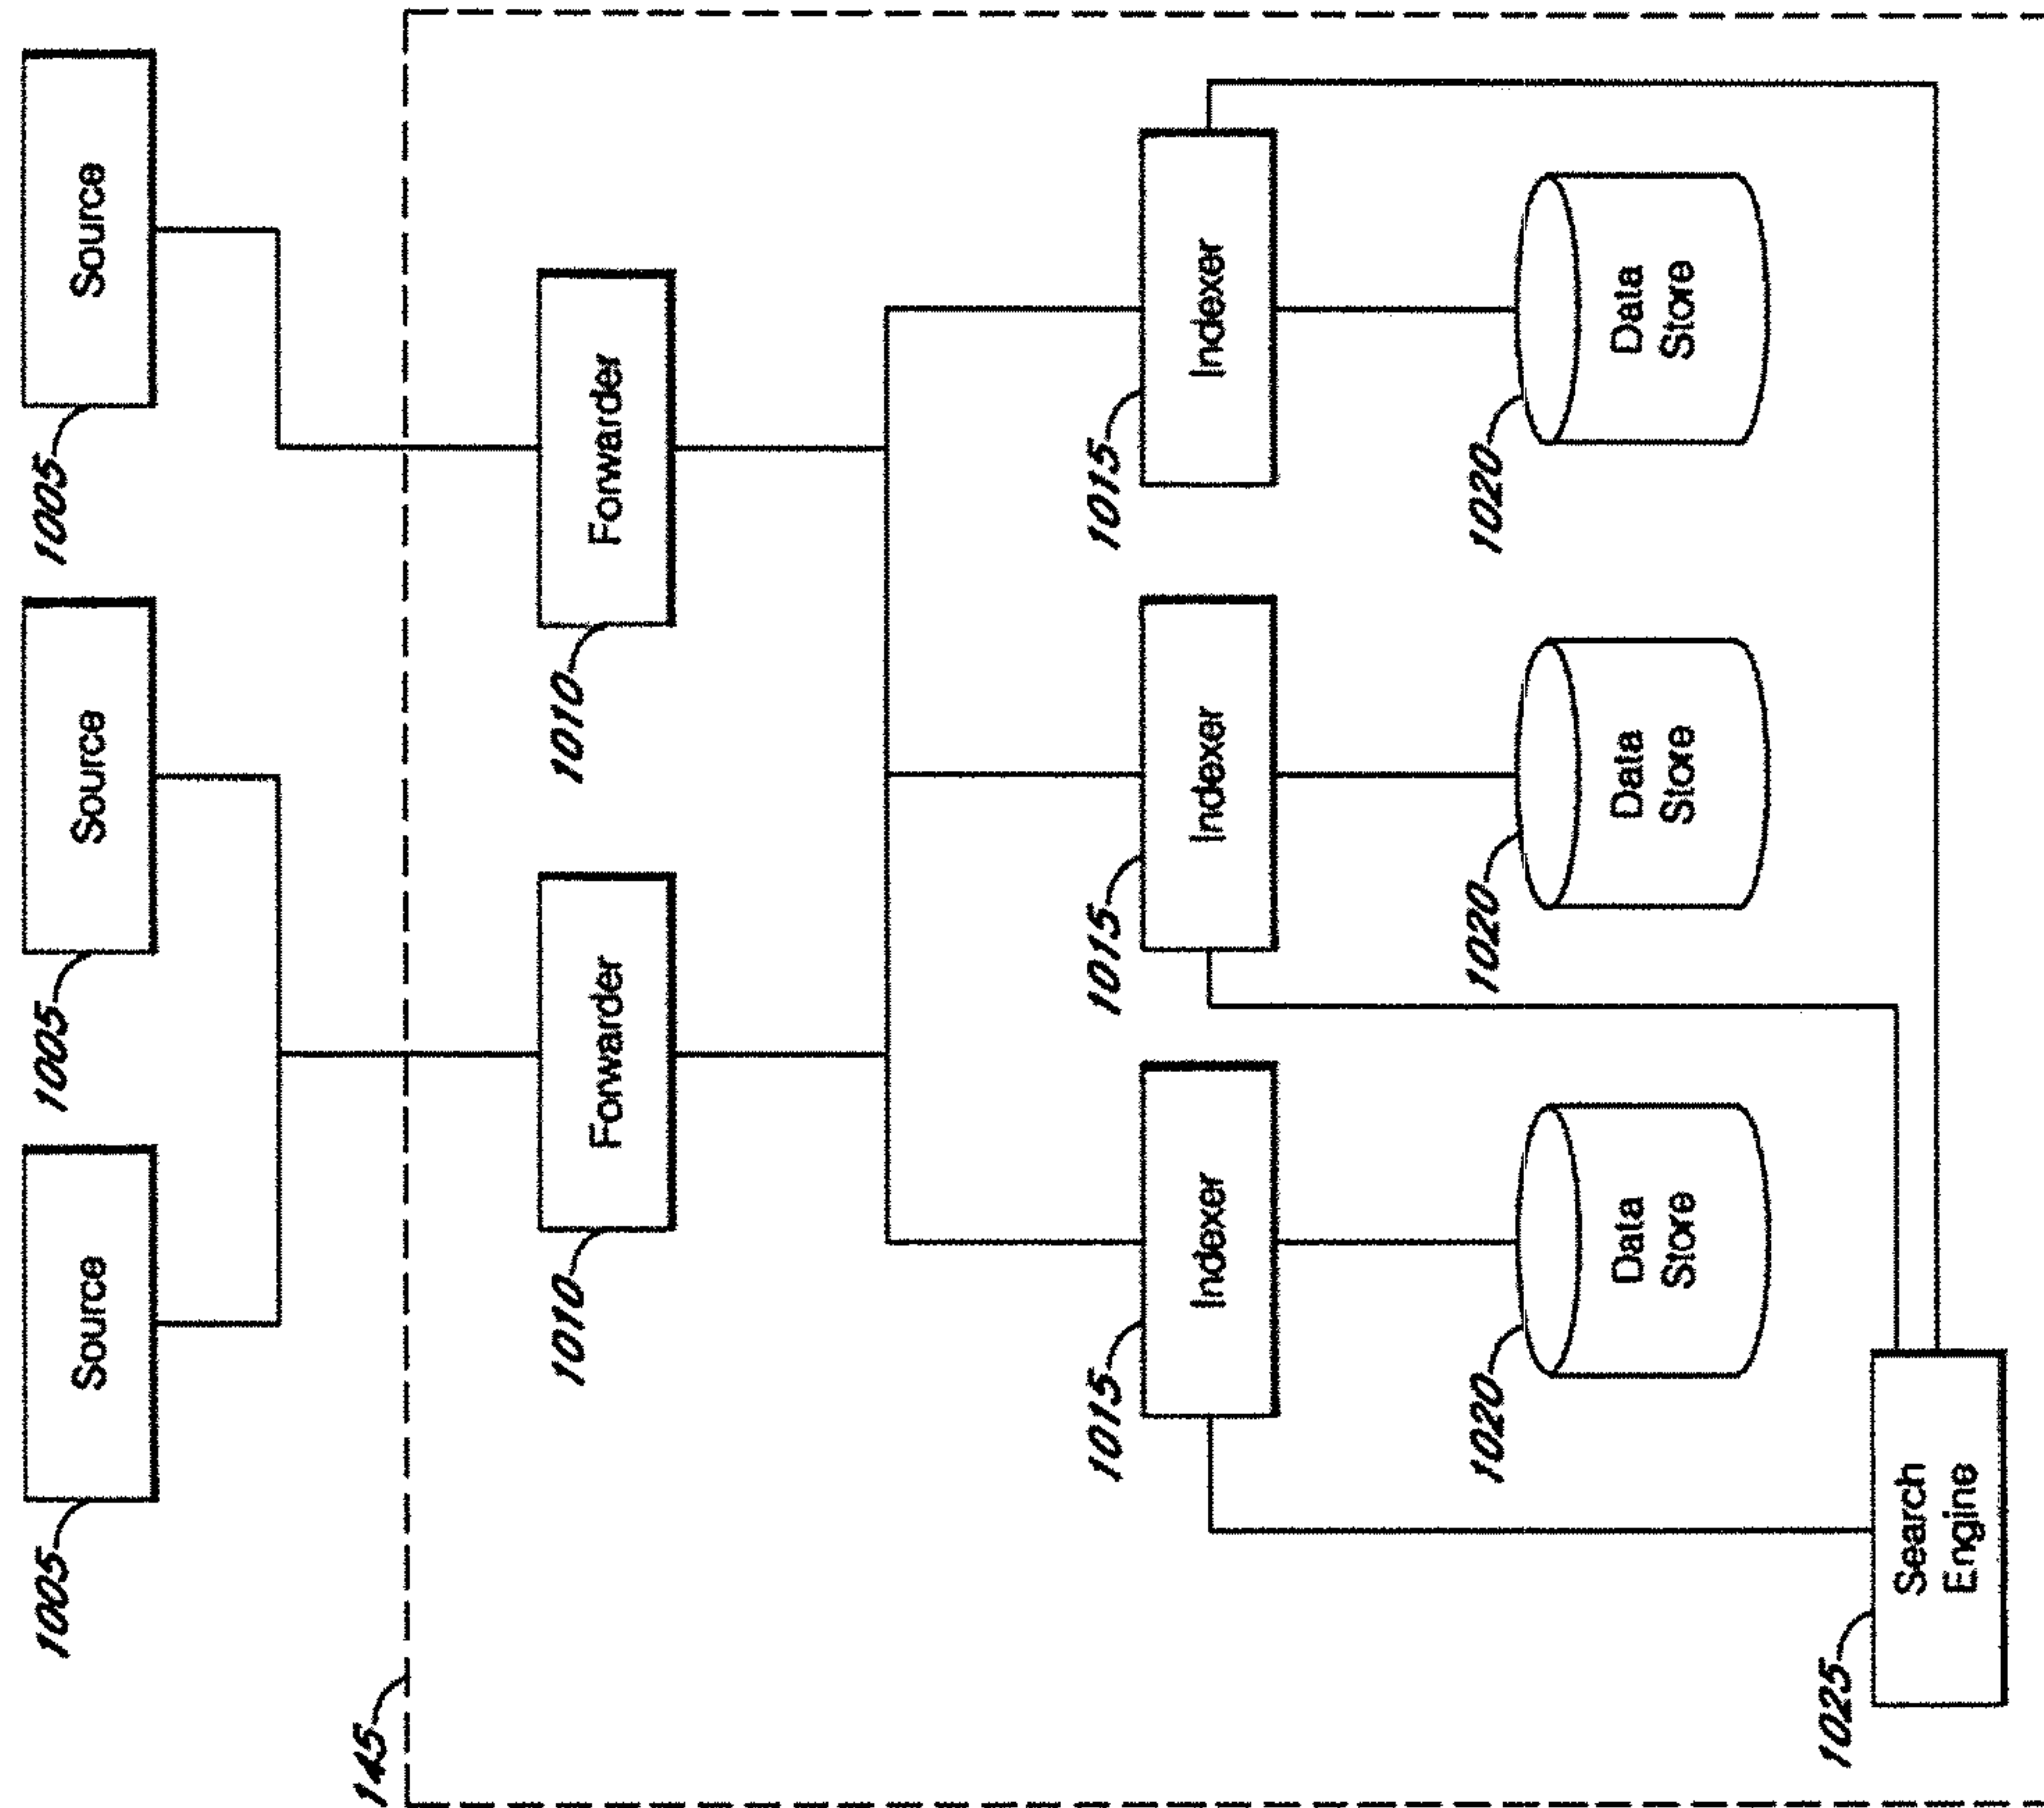 1005
Source
1005
Source
1005
Source
145
1010
Forwarder
1010
Forwarder
1015
Indexer
1015
Indexer
1015
Indexer
1020
Data
Store
1020
Data
Store
1020
Data
Store
1025
Search
Engine